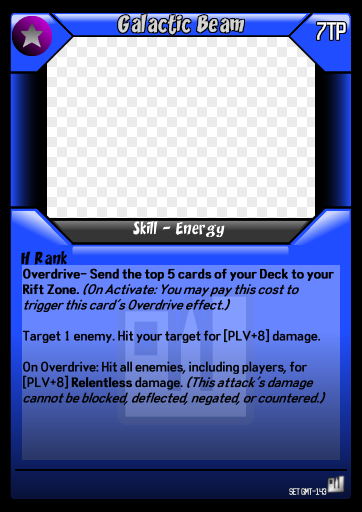 Galactic Beam
7TP
Skill - Energy
H Rank
Overdrive- Send the top 5 cards of your Deck to your
Rift Zone. (On Activate: You may pay this cost to
trigger this card's Overdrive effect.)
Target 1 enemy. Hit your target for [PLV+8] damage.
On Overdrive: Hit all enemies, including players, for
[PLV+8] Relentless damage. (This attack's damage
cannot be blocked, deflected, negated, or countered.)
SET GMT-143